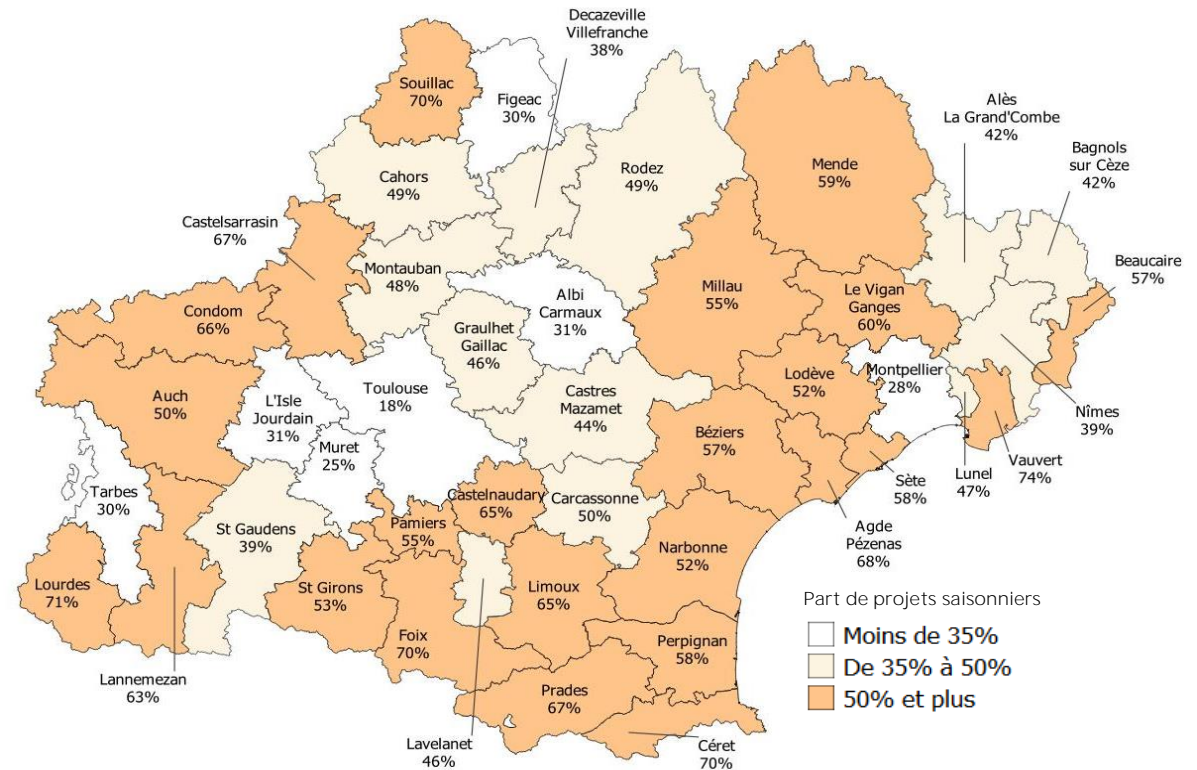 Decazeville
Villefranche
38%
Souillac
70%
Figeac
30%
Alès
La Grand'Combe
42%
Bagnols
sur Cèze
42%
Mende
59%
Rodez
49%
Cahors
49%
Castelsarrasin
67%
Beaucaire
57%
Montauban
48%
Millau
55%
Le Vigan
Ganges
60%
Albi
Carmaux
31%
Condom
66%
Graulhet
Gaillac
46%
Lodève
52%
Montpellier
28%
Toulouse
18%
Auch
50%
L'Isle
Jourdain
31%
Castres
Mazamet
44%
Nîmes
39%
Béziers
57%
Muret
25%
Sète
58%
Lunel
47%
Vauvert
74%
Tarbes
30%
Castelnaudary
65%
Carcassonne
50%
St Gaudens
39%
Pamiers
55%
Agde
Pézenas
68%
Narbonne
52%
Lourdes
71%
St Girons
53%
Limoux
65%
Part de projets saisonniers
Moins de 35%
De 35% à 50%
50% et plus
Foix
70%
Perpignan
58%
Lannemezan
63%
Prades
67%
Lavelanet
46%
Céret
70%